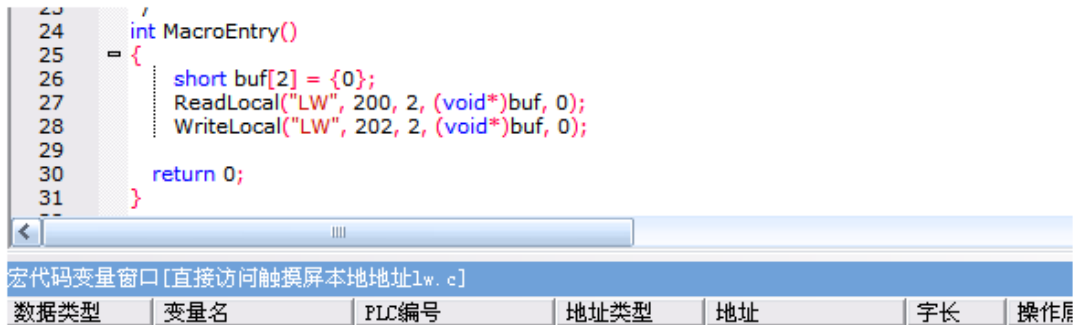 24 int MacroEntry()
25 {
26 short buf[2] = {0};
27 ReadLocal("LW", 200, 2, (void*)buf, 0);
28 WriteLocal("LW", 202, 2, (void*)buf, 0);
29
30 return 0;
31 }
宏代码变量窗口[直接访问触摸屏本地地址lw.c]
数据类型 变量名 PLC编号 地址类型 地址 字长 操作